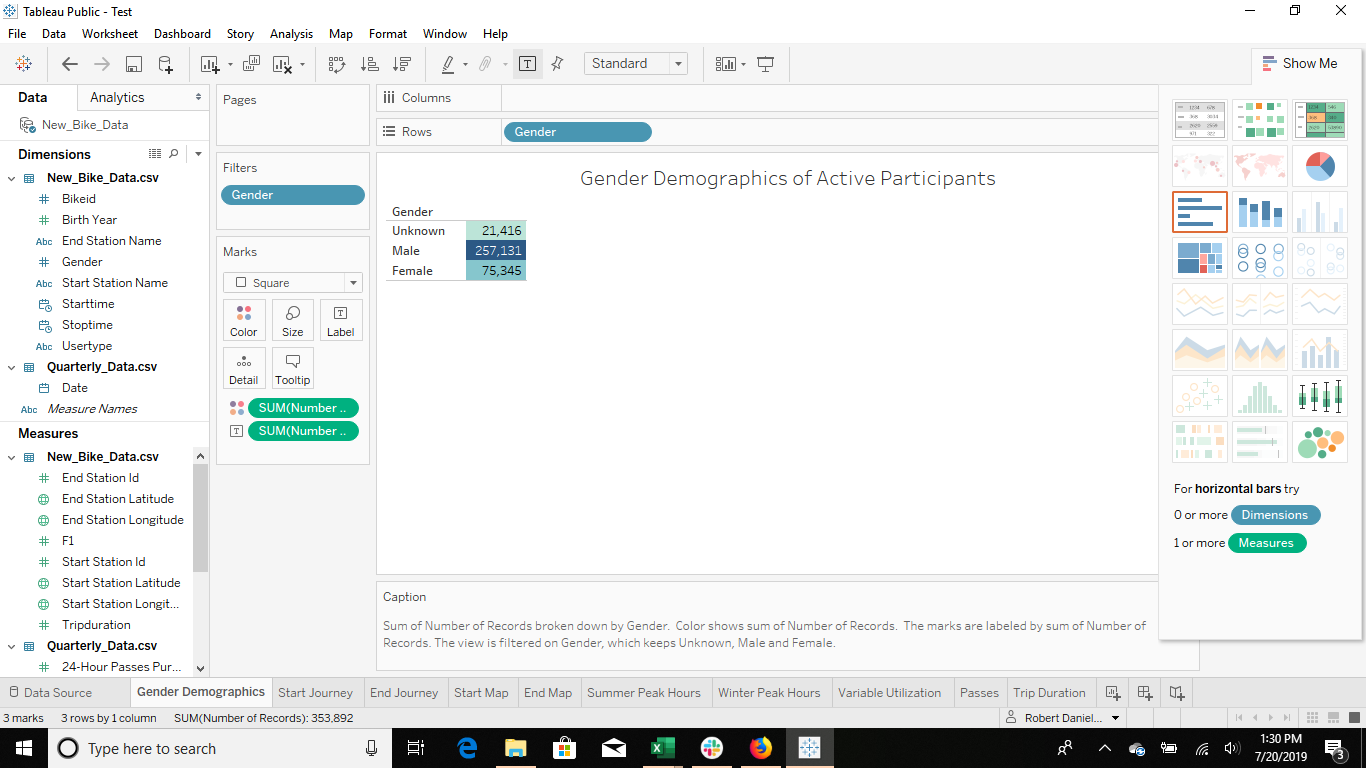 Tableau Public - Test
File Data Worksheet Dashboard Story Analysis Map Format Window Help
Standard
Show Me
Data Analytics
New_Bike_Data
Dimensions
New_Bike_Data.csv
Bikeid
Birth Year
Abc End Station Name
Gender
Abc Start Station Name
Starttime
Stoptime
Abc Usertype
Quarterly_Data.csv
Date
Abc Measure Names
Measures
New_Bike_Data.csv
End Station Id
End Station Latitude
End Station Longitude
F1
Start Station Id
Start Station Latitude
Start Station Longit...
Tripduration
Quarterly_Data.csv
24-Hour Passes Pur...
Pages
Filters
Gender
Marks
Square
Color Size Label
Detail Tooltip
SUM(Number ..
SUM(Number ..
Columns
Rows Gender
Gender Demographics of Active Participants
Gender
Unknown 21,416
Male 257,131
Female 75,345
Caption
Sum of Number of Records broken down by Gender.  Color shows sum of Number of Records.  The marks are labeled by sum of Number of
Records. The view is filtered on Gender, which keeps Unknown, Male and Female.
For horizontal bars try
0 or more Dimensions
1 or more Measures
Data Source Gender Demographics Start Journey End Journey Start Map End Map Summer Peak Hours Winter Peak Hours Variable Utilization Passes Trip Duration
3 marks 3 rows by 1 column SUM(Number of Records): 353,892 Robert Daniel...
Type here to search
1:30 PM
7/20/2019
3